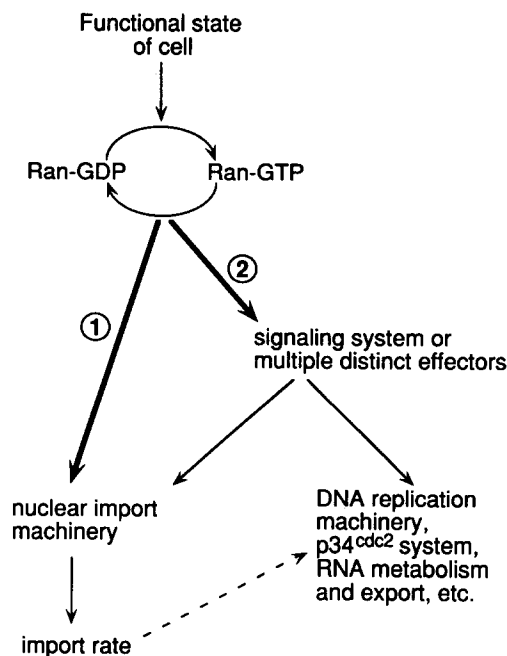 Functional state
of cell
Ran-GDP
Ran-GTP
②
①
signaling system or
multiple distinct effectors
nuclear import
machinery
DNA replication
machinery,
p34cdc2 system,
RNA metabolism
and export, etc.
import rate